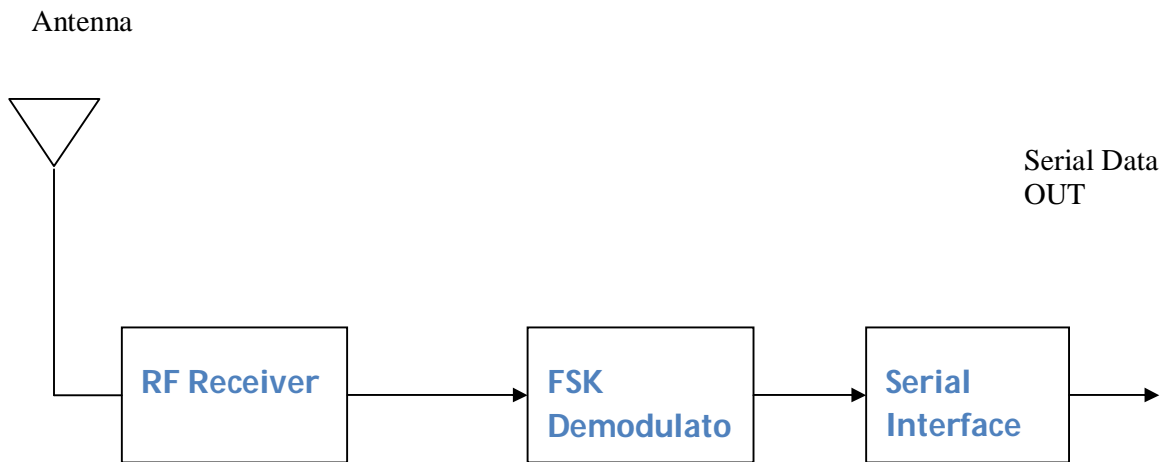 Antenna
Serial Data
OUT
RF Receiver
FSK
Demodulato
Serial
Interface